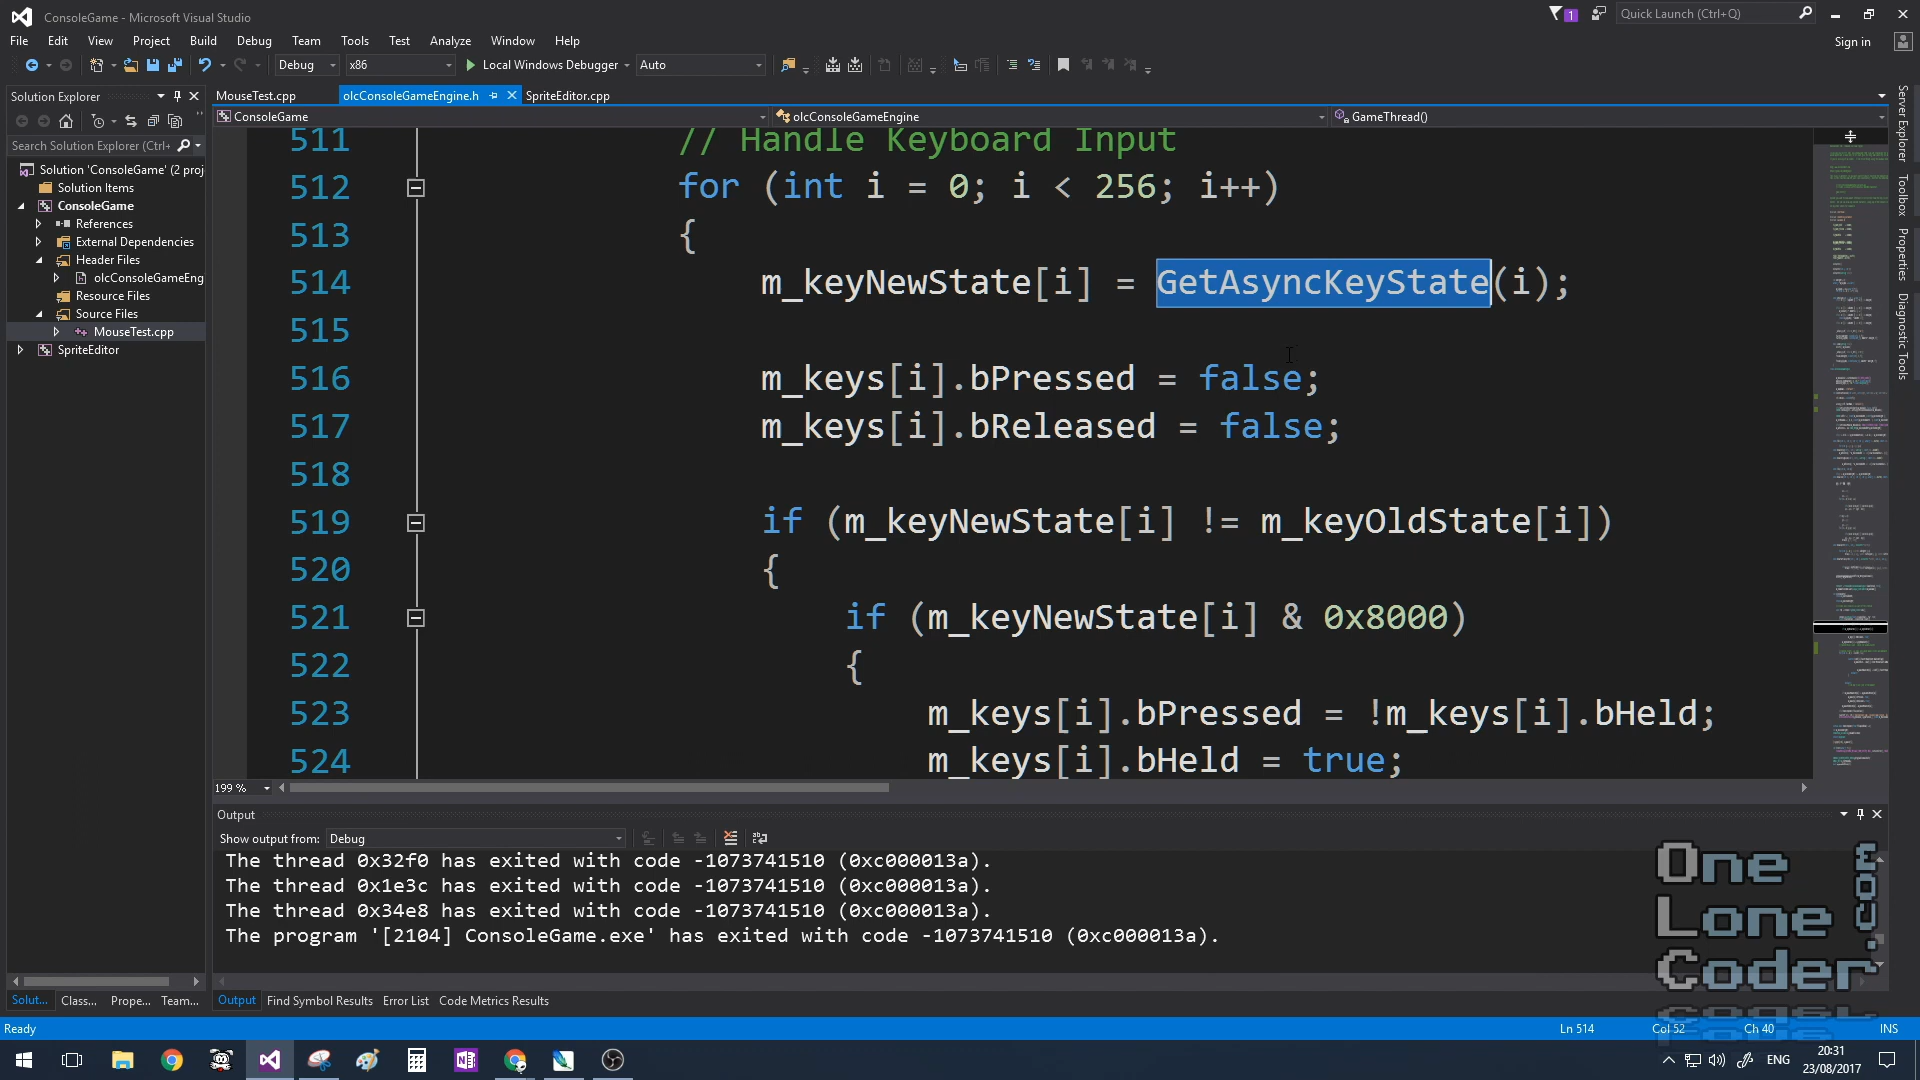 ConsoleGame - Microsoft Visual Studio
1
Quick Launch (Ctrl+Q)
File Edit View Project Build Debug Team Tools Test Analyze Window Help
Sign in
Debug x86 Local Windows Debugger Auto
Solution Explorer
MouseTest.cpp olcConsoleGameEngine.h SpriteEditor.cpp
ConsoleGame olcConsoleGameEngine GameThread()
Search Solution Explorer (Ctrl+
Solution 'ConsoleGame' (2 proj
Solution Items
ConsoleGame
References
External Dependencies
Header Files
olcConsoleGameEng
Resource Files
Source Files
MouseTest.cpp
SpriteEditor
511 // Handle Keyboard Input
512 for (int i = 0; i < 256; i++)
513 {
514 m_keyNewState[i] = GetAsyncKeyState(i);
515
516 m_keys[i].bPressed = false;
517 m_keys[i].bReleased = false;
518
519 if (m_keyNewState[i] != m_keyOldState[i])
520 {
521 if (m_keyNewState[i] & 0x8000)
522 {
523 m_keys[i].bPressed = !m_keys[i].bHeld;
524 m_keys[i].bHeld = true;
Server Explorer
Toolbox
Properties
Diagnostic Tools
199 %
Output
Show output from: Debug
The thread 0x32f0 has exited with code -1073741510 (0xc000013a).
The thread 0x1e3c has exited with code -1073741510 (0xc000013a).
The thread 0x34e8 has exited with code -1073741510 (0xc000013a).
The program '[2104] ConsoleGame.exe' has exited with code -1073741510 (0xc000013a).
One
Lone
Coder
.com
Solut... Class... Prope... Team...
Output Find Symbol Results Error List Code Metrics Results
Ready
Ln 514 Col 52 Ch 40 INS
ENG
20:31
23/08/2017